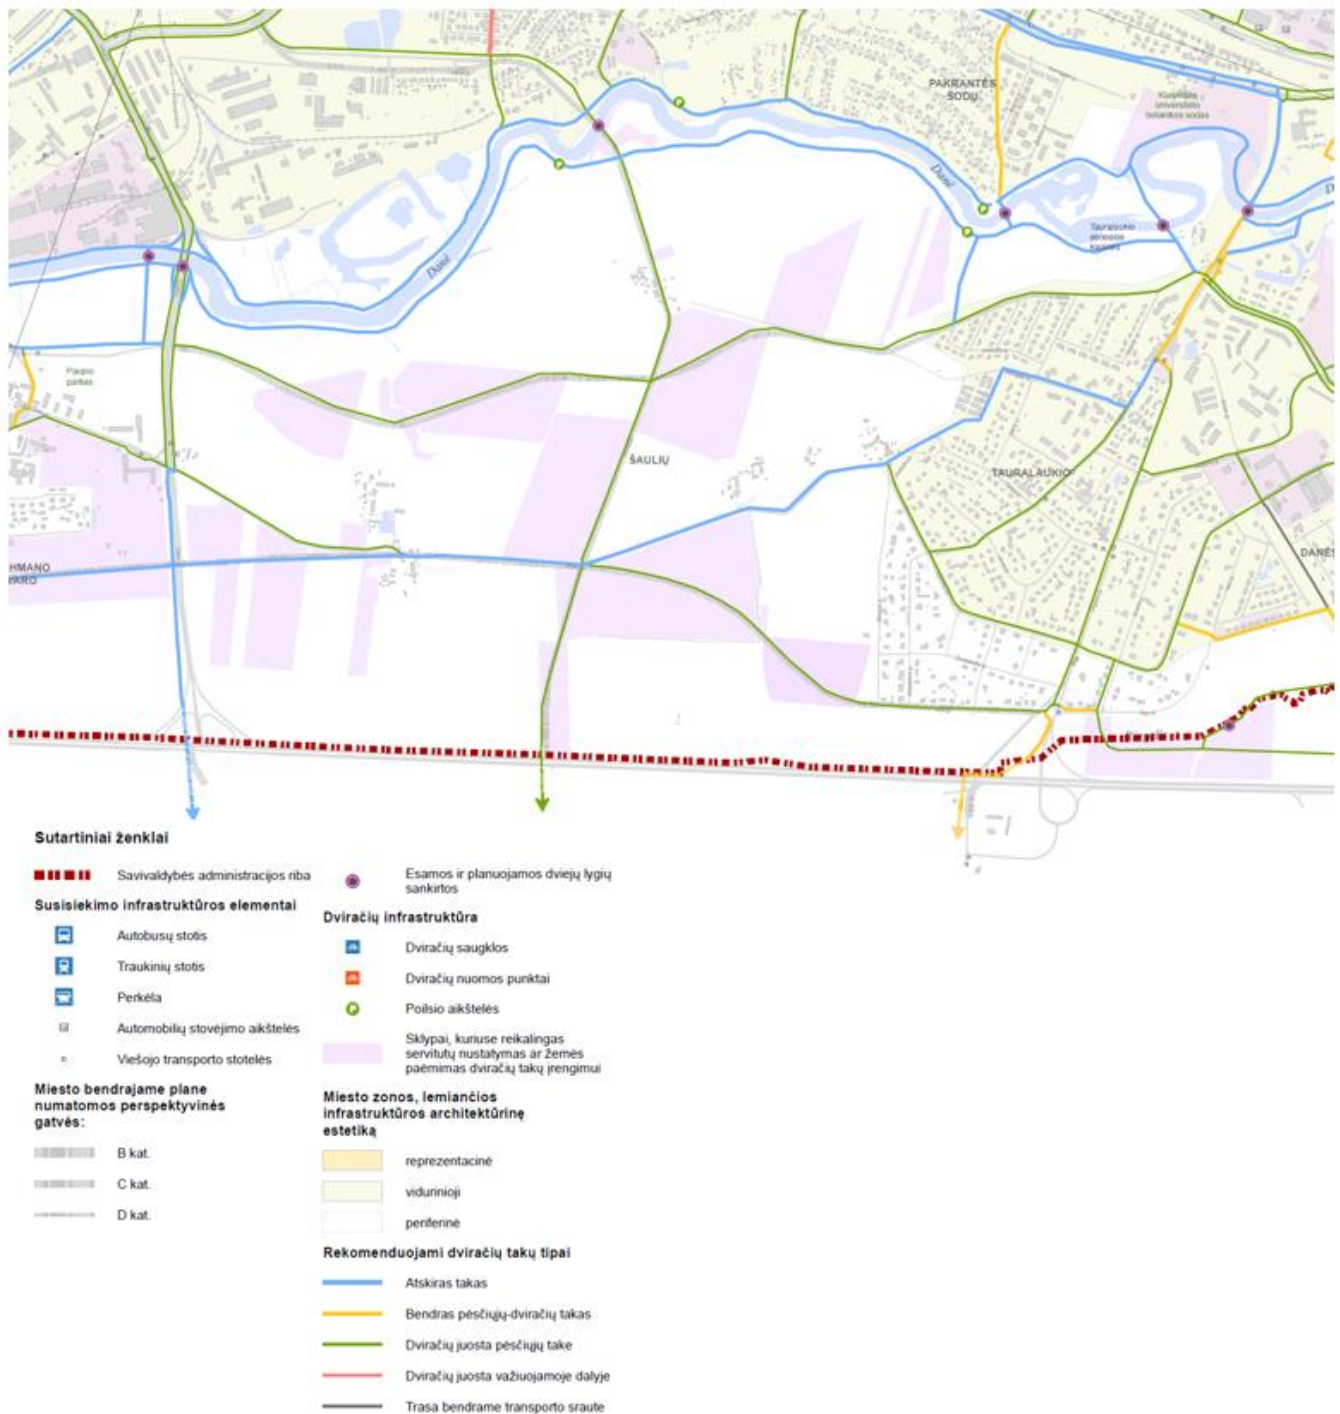 PAKRANTĖS
SODŲ
Klaipėdos
universiteto
botanikos sodas
Danė
Danė
Tauralaukio
Paupio
parkas
ŠAULIŲ
TAURALAUKIO
HMANO
VARO
DANĖS
Sutartiniai ženklai
Savivaldybės administracijos riba
Susisiekimo infrastruktūros elementai
Autobusų stotis
Traukinių stotis
Perkėla
Automobilių stovėjimo aikštelės
Viešojo transporto stotelės
Miesto bendrajame plane
numatomos perspektyvinės
gatvės:
B kat.
C kat.
D kat.
Esamos ir planuojamos dviejų lygių
sankirtos
Dviračių infrastruktūra
Dviračių saugklos
Dviračių nuomos punktai
Poilsio aikštelės
Sklypai, kuriuse reikalingas
servitutų nustatymas ar žemės
paėmimas dviračių takų įrengimui
Miesto zonos, lemiančios
infrastruktūros architektūrinę
estetiką
reprezentacinė
vidurinioji
periferinė
Rekomenduojami dviračių takų tipai
Atskiras takas
Bendras pėsčiųjų-dviračių takas
Dviračių juosta pėsčiųjų take
Dviračių juosta važiuojamoje dalyje
Trasa bendrame transporto sraute